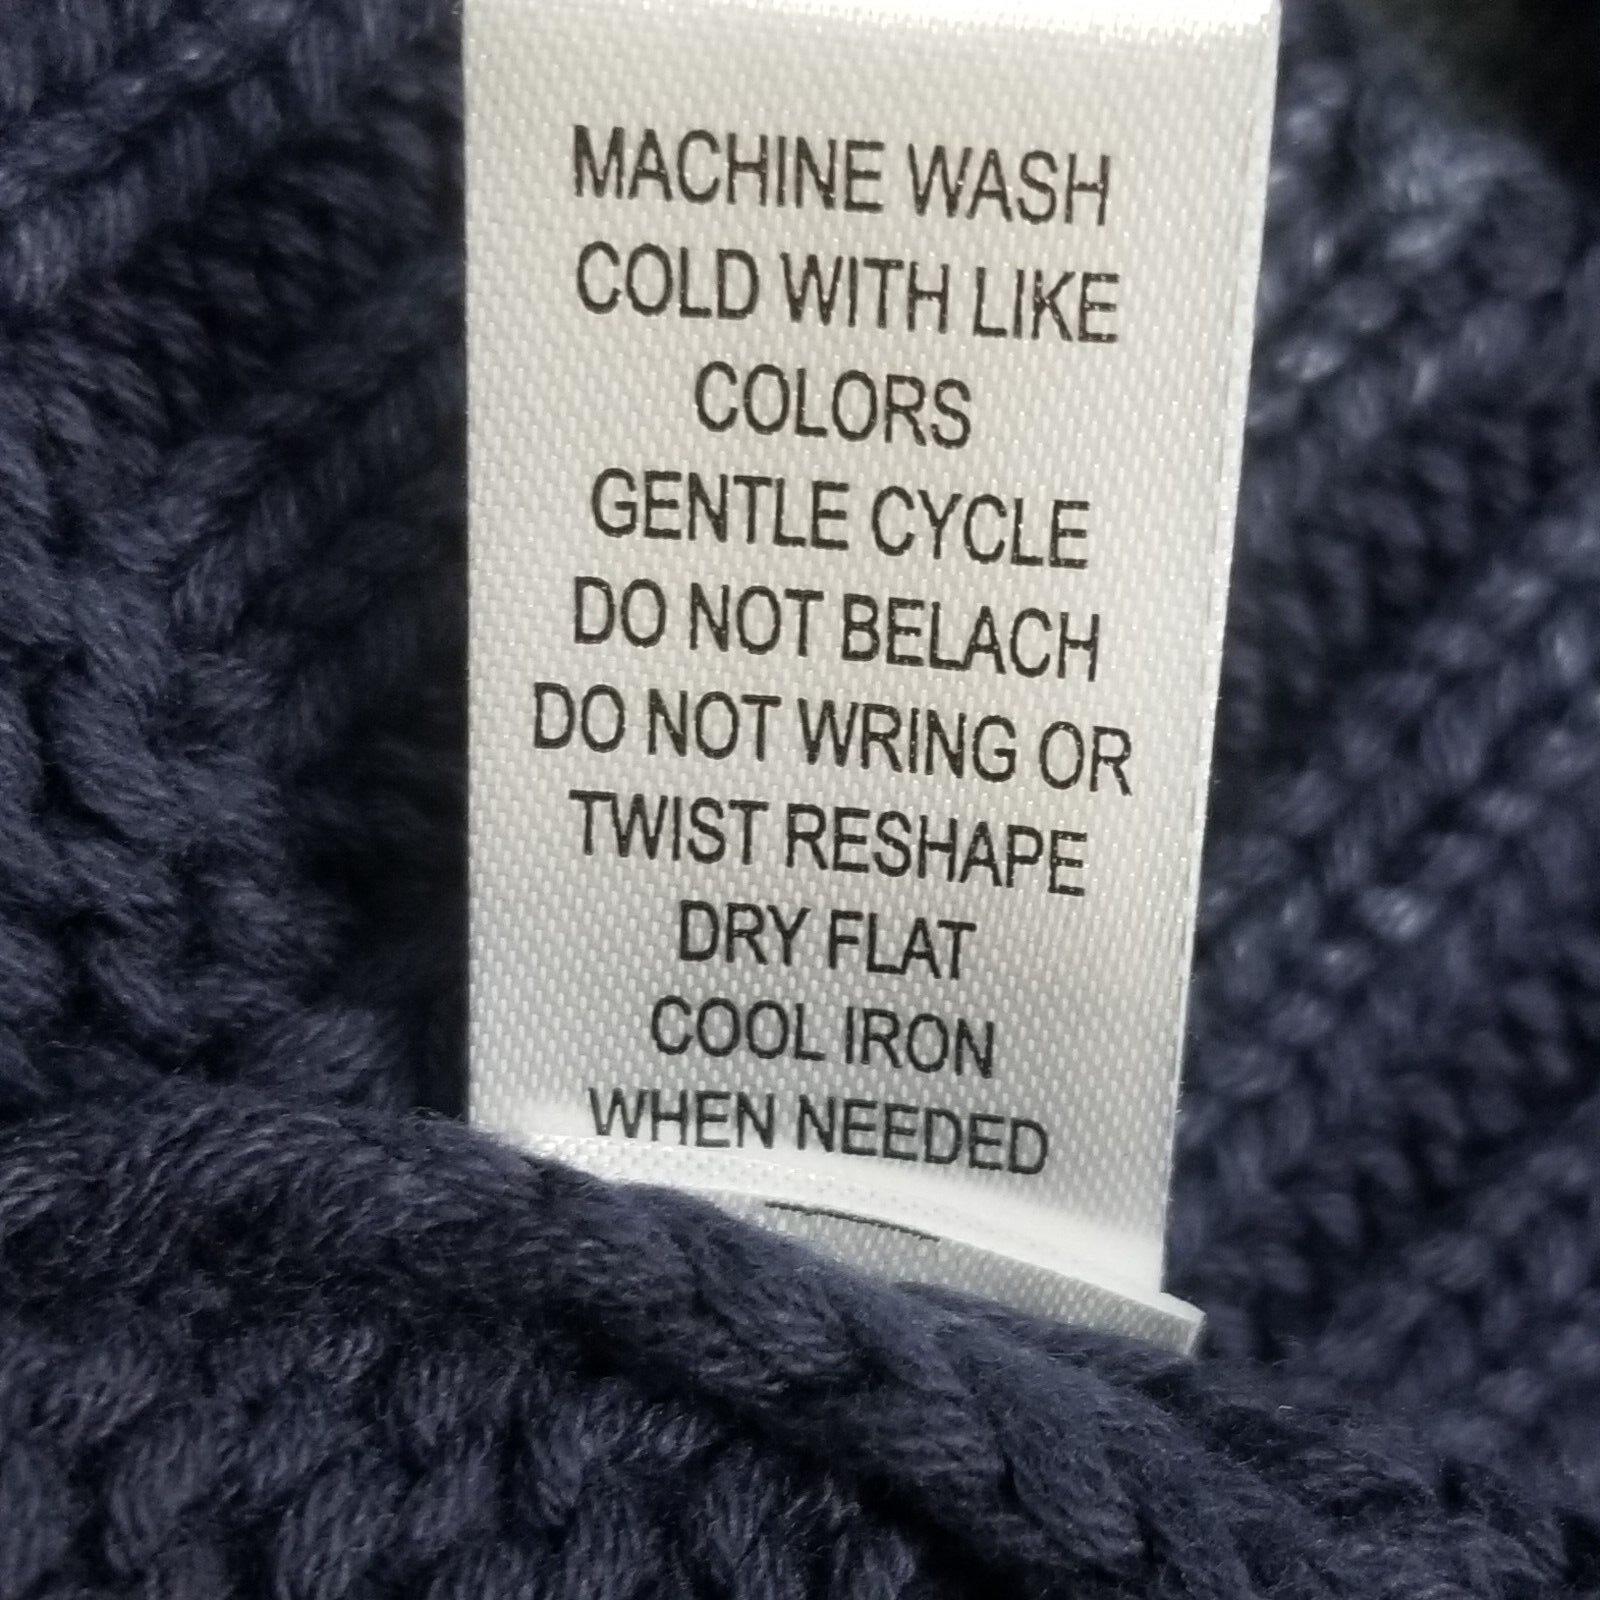 MACHINE WASH
COLD WITH LIKE
COLORS
GENTLE CYCLE
DO NOT BELACH
DO NOT WRING OR
TWIST RESHAPE
DRY FLAT
COOL IRON
WHEN NEEDED